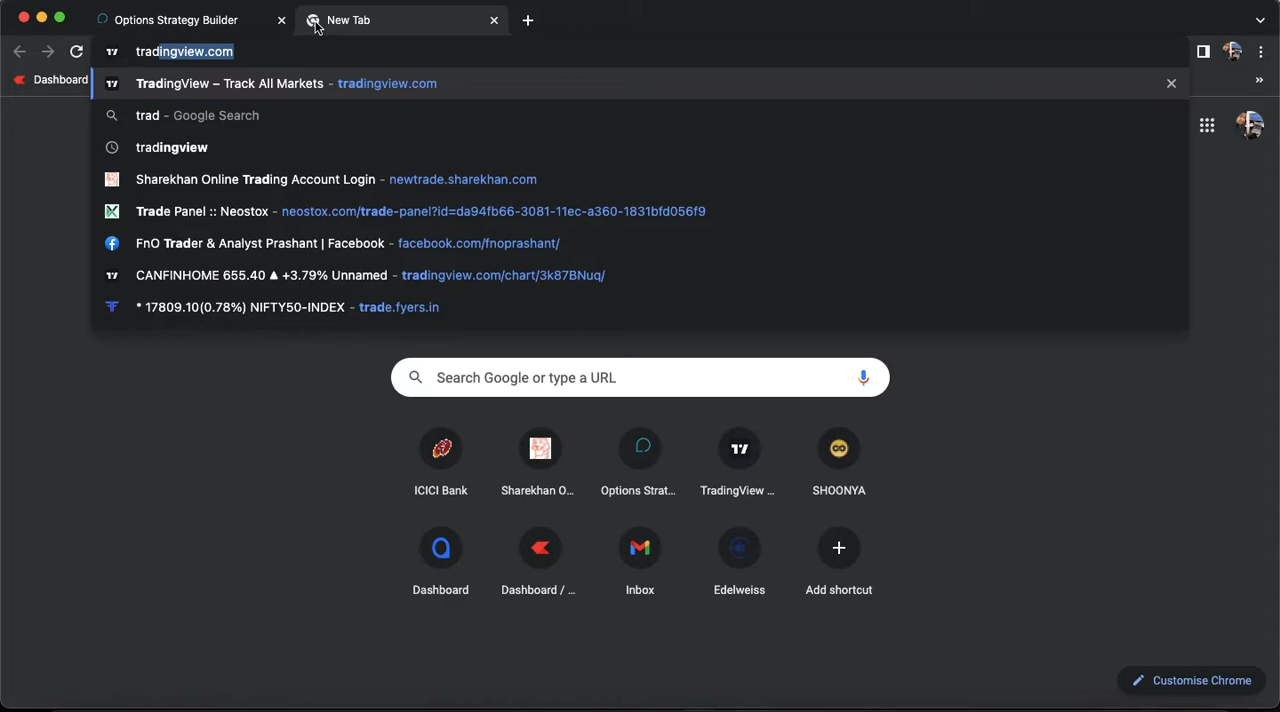 Options Strategy Builder
New Tab
tradingview.com
Dashboard
TradingView – Track All Markets - tradingview.com
trad - Google Search
tradingview
Sharekhan Online Trading Account Login - newtrade.sharekhan.com
Trade Panel :: Neostox - neostox.com/trade-panel?id=da94fb66-3081-11ec-a360-1831bfd056f9
FnO Trader & Analyst Prashant | Facebook - facebook.com/fnoprashant/
CANFINHOME 655.40 ▲ +3.79% Unnamed - tradingview.com/chart/3k87BNuq/
* 17809.10(0.78%) NIFTY50-INDEX - trade.fyers.in
Search Google or type a URL
ICICI Bank
Sharekhan O...
Options Strat...
TradingView ...
SHOONYA
Dashboard
Dashboard / ...
Inbox
Edelweiss
Add shortcut
Customise Chrome